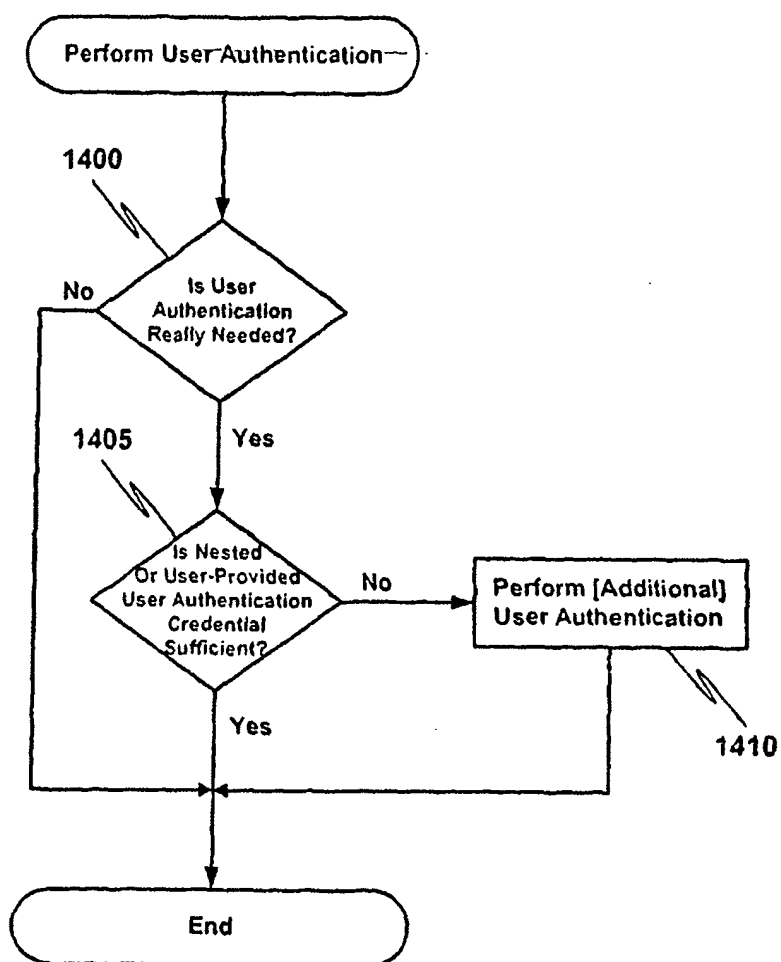 Perform User Authentication
1400
No
Is User
Authentication
Really Needed?
1405
Yes
Is Nested
Or User-Provided
User Authentication
Credential
Sufficient?
No
Perform [Additional]
User Authentication
Yes
1410
End